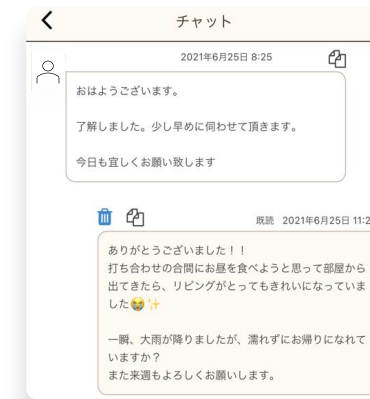 チャット
2021年6月25日 8:25
おはようございます。
了解しました。少し早めに伺わせて頂きます。
今日も宜しくお願い致します
既読 2021年6月25日 11:2
ありがとうございました！！
打ち合わせの合間にお昼を食べようと思って部屋から
出てきたら、リビングがとってもきれいになっていま
した😭✨
一瞬、大雨が降りましたが、濡れずにお帰りになれて
いますか？
また来週もよろしくお願いします。